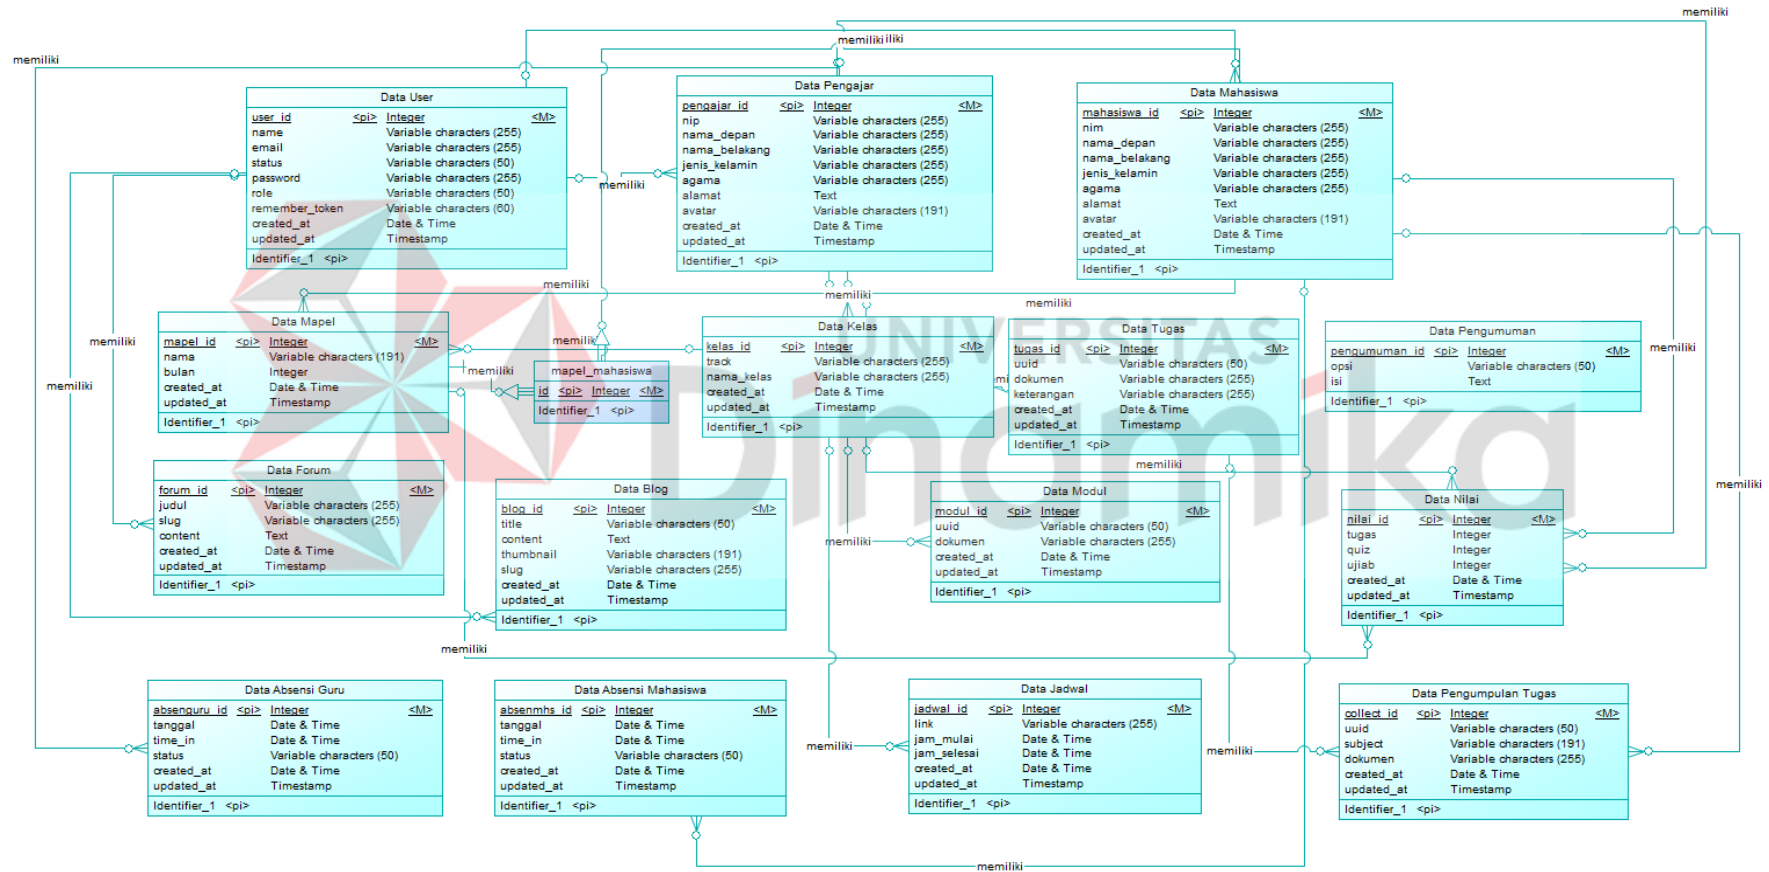 memiliki
memiliki
memiliki
iliki
Data User
user_id <pi> Integer <M>
name Variable characters (255)
email Variable characters (255)
status Variable characters (50)
password Variable characters (255)
role Variable characters (50)
remember_token Variable characters (60)
created_at Date & Time
updated_at Timestamp
Identifier_1 <pi>
Data Pengajar
pengajar_id <pi> Integer <M>
nip Variable characters (255)
nama_depan Variable characters (255)
nama_belakang Variable characters (255)
jenis_kelamin Variable characters (255)
agama Variable characters (255)
alamat Text
avatar Variable characters (191)
created_at Date & Time
updated_at Timestamp
Identifier_1 <pi>
Data Mahasiswa
mahasiswa_id <pi> Integer <M>
nim Variable characters (255)
nama_depan Variable characters (255)
nama_belakang Variable characters (255)
jenis_kelamin Variable characters (255)
agama Variable characters (255)
alamat Text
avatar Variable characters (191)
created_at Date & Time
updated_at Timestamp
Identifier_1 <pi>
memiliki
memiliki
memiliki
memiliki
memiliki
memiliki
memiliki
memiliki
memiliki
Data Mapel
mapel_id <pi> Integer <M>
nama Variable characters (191)
bulan Integer
created_at Date & Time
updated_at Timestamp
Identifier_1 <pi>
mapel_mahasiswa
id <pi> Integer <M>
Identifier_1 <pi>
Data Kelas
kelas_id <pi> Integer <M>
track Variable characters (255)
nama_kelas Variable characters (255)
created_at Date & Time
updated_at Timestamp
Identifier_1 <pi>
mi
Data Tugas
tugas_id <pi> Integer <M>
uuid Variable characters (50)
dokumen Variable characters (255)
keterangan Variable characters (255)
created_at Date & Time
updated_at Timestamp
Identifier_1 <pi>
Data Pengumuman
pengumuman_id <pi> Integer <M>
opsi Variable characters (50)
isi Text
Identifier_1 <pi>
UNIVERSITAS
Dinamika
memiliki
memiliki
Data Forum
forum_id <pi> Integer <M>
judul Variable characters (255)
slug Variable characters (255)
content Text
created_at Date & Time
updated_at Timestamp
Identifier_1 <pi>
Data Blog
blog_id <pi> Integer <M>
title Variable characters (50)
content Text
thumbnail Variable characters (191)
slug Variable characters (255)
created_at Date & Time
updated_at Timestamp
Identifier_1 <pi>
memiliki
Data Modul
modul_id <pi> Integer <M>
uuid Variable characters (50)
dokumen Variable characters (255)
created_at Date & Time
updated_at Timestamp
Identifier_1 <pi>
Data Nilai
nilai_id <pi> Integer <M>
tugas Integer
quiz Integer
ujiab Integer
created_at Date & Time
updated_at Timestamp
Identifier_1 <pi>
memiliki
Data Absensi Guru
absenguru_id <pi> Integer <M>
tanggal Date & Time
time_in Date & Time
status Variable characters (50)
created_at Date & Time
updated_at Timestamp
Identifier_1 <pi>
Data Absensi Mahasiswa
absenmhs_id <pi> Integer <M>
tanggal Date & Time
time_in Date & Time
status Variable characters (50)
created_at Date & Time
updated_at Timestamp
Identifier_1 <pi>
memiliki
Data Jadwal
jadwal_id <pi> Integer <M>
link Variable characters (255)
jam_mulai Date & Time
jam_selesai Date & Time
created_at Date & Time
updated_at Timestamp
Identifier_1 <pi>
memiliki
Data Pengumpulan Tugas
collect_id <pi> Integer <M>
uuid Variable characters (50)
subject Variable characters (191)
dokumen Variable characters (255)
created_at Date & Time
updated_at Timestamp
Identifier_1 <pi>
memiliki